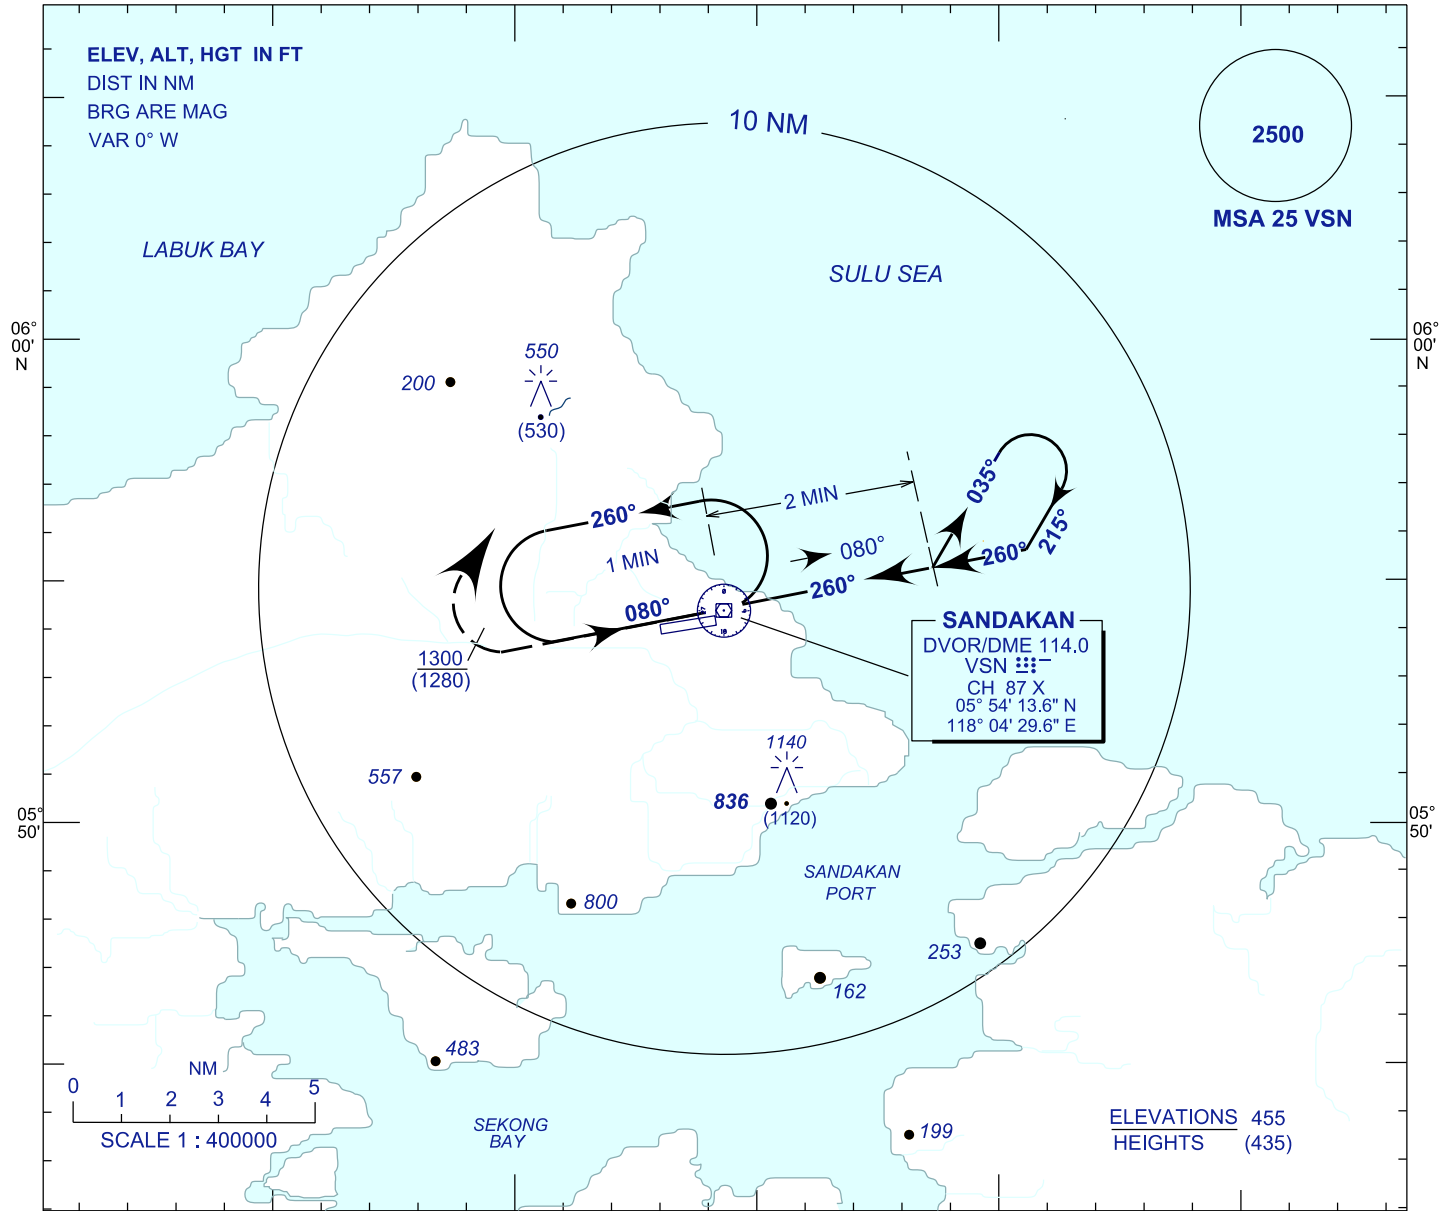 ELEV, ALT, HGT IN FT
DIST IN NM
BRG ARE MAG
VAR 0° W
10 NM
2500
MSA 25 VSN
LABUK BAY
SULU SEA
06°
00'
N
06°
00'
N
200
550
(530)
260°
2 MIN
035°
215°
1 MIN
080°
260°
260°
080°
1300
(1280)
SANDAKAN
DVOR/DME 114.0
VSN
CH 87 X
05° 54' 13.6" N
118° 04' 29.6" E
557
1140
836
(1120)
05°
50'
05°
50'
SANDAKAN
PORT
800
253
162
483
NM
0 1 2 3 4 5
SCALE 1 : 400000
SEKONG
BAY
199
ELEVATIONS 455
HEIGHTS (435)